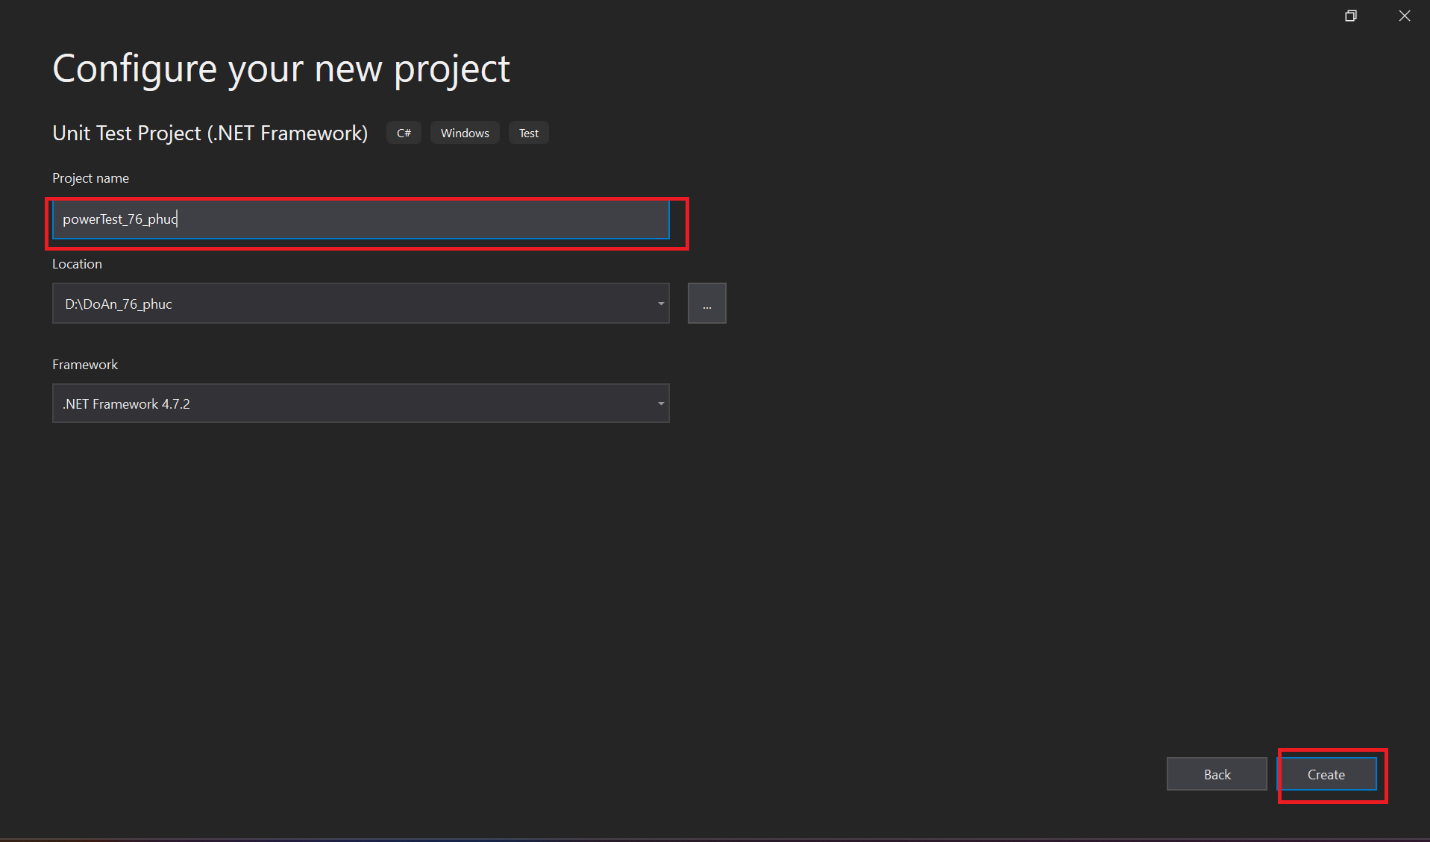 Configure your new project
Unit Test Project (.NET Framework) C# Windows Test
Project name
powerTest_76_phuc
Location
D:\DoAn_76_phuc
...
Framework
.NET Framework 4.7.2
Back Create